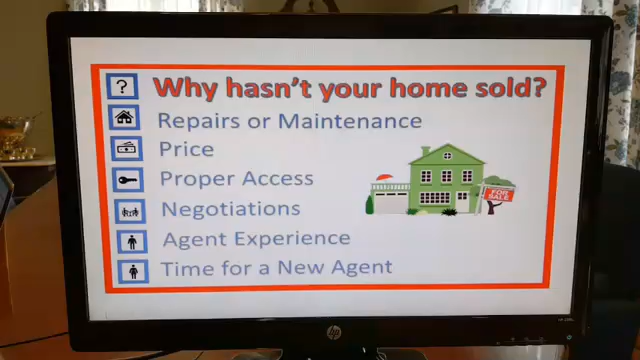 Why hasn't your home sold?
Repairs or Maintenance
Price
Proper Access
Negotiations
Agent Experience
Time for a New Agent
FOR
SALE
hp